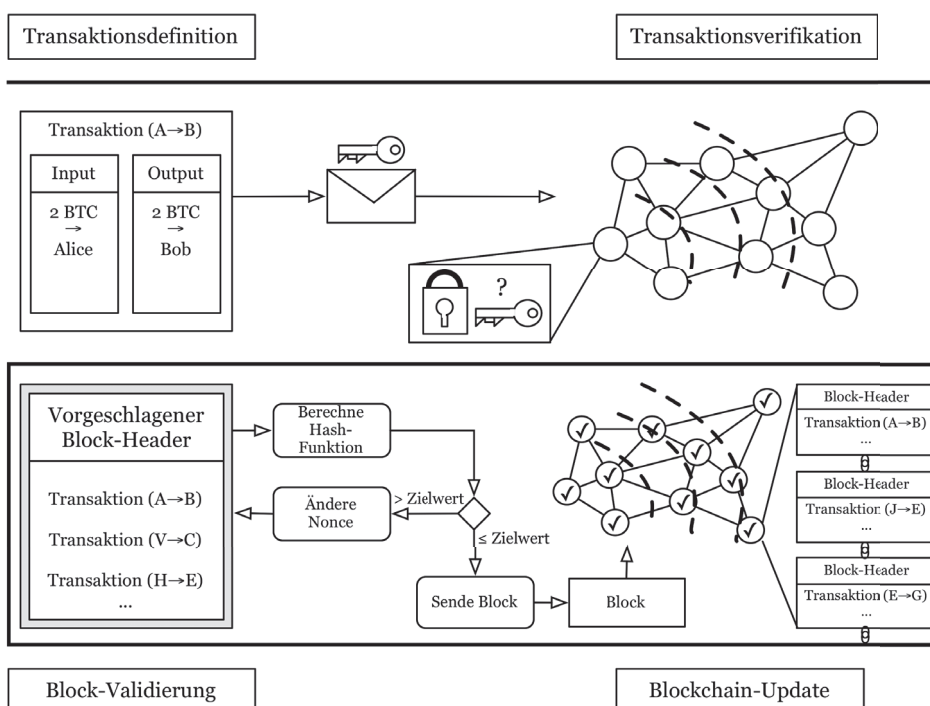 Transaktionsdefinition
Transaktionsverifikation
Transaktion (A→B)
Input
Output
2 BTC
→
Alice
2 BTC
→
Bob
?
Vorgeschlagener
Block-Header
Transaktion (A→B)
Transaktion (V→C)
Transaktion (H→E)
...
Berechne
Hash-
Funktion
Ändere
Nonce
> Zielwert
≤ Zielwert
Sende Block
Block
Block-Header
Transaktion (A→B)
...
Block-Header
Transaktion (J→E)
...
Block-Header
Transaktion (E→G)
...
Block-Validierung
Blockchain-Update